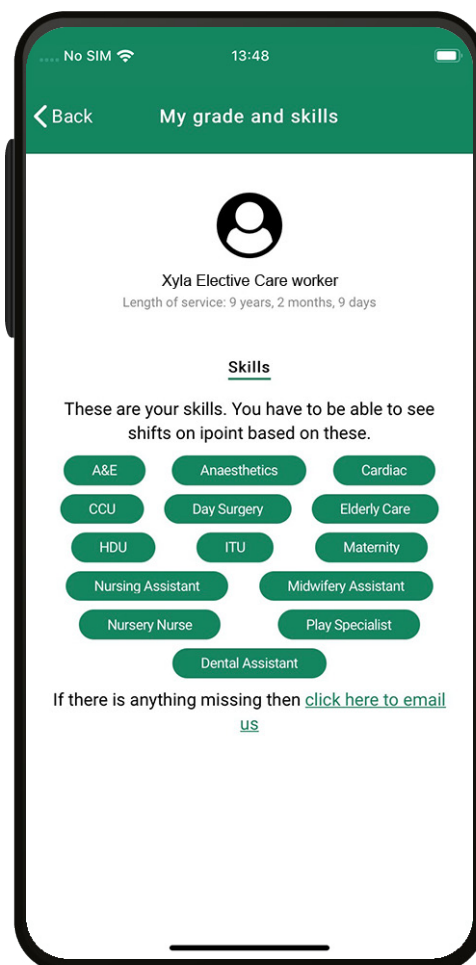 No SIM 13:48
Back My grade and skills
Xyla Elective Care worker
Length of service: 9 years, 2 months, 9 days
Skills
These are your skills. You have to be able to see
shifts on ipoint based on these.
A&E Anaesthetics Cardiac
CCU Day Surgery Elderly Care
HDU ITU Maternity
Nursing Assistant Midwifery Assistant
Nursery Nurse Play Specialist
Dental Assistant
If there is anything missing then click here to email
us